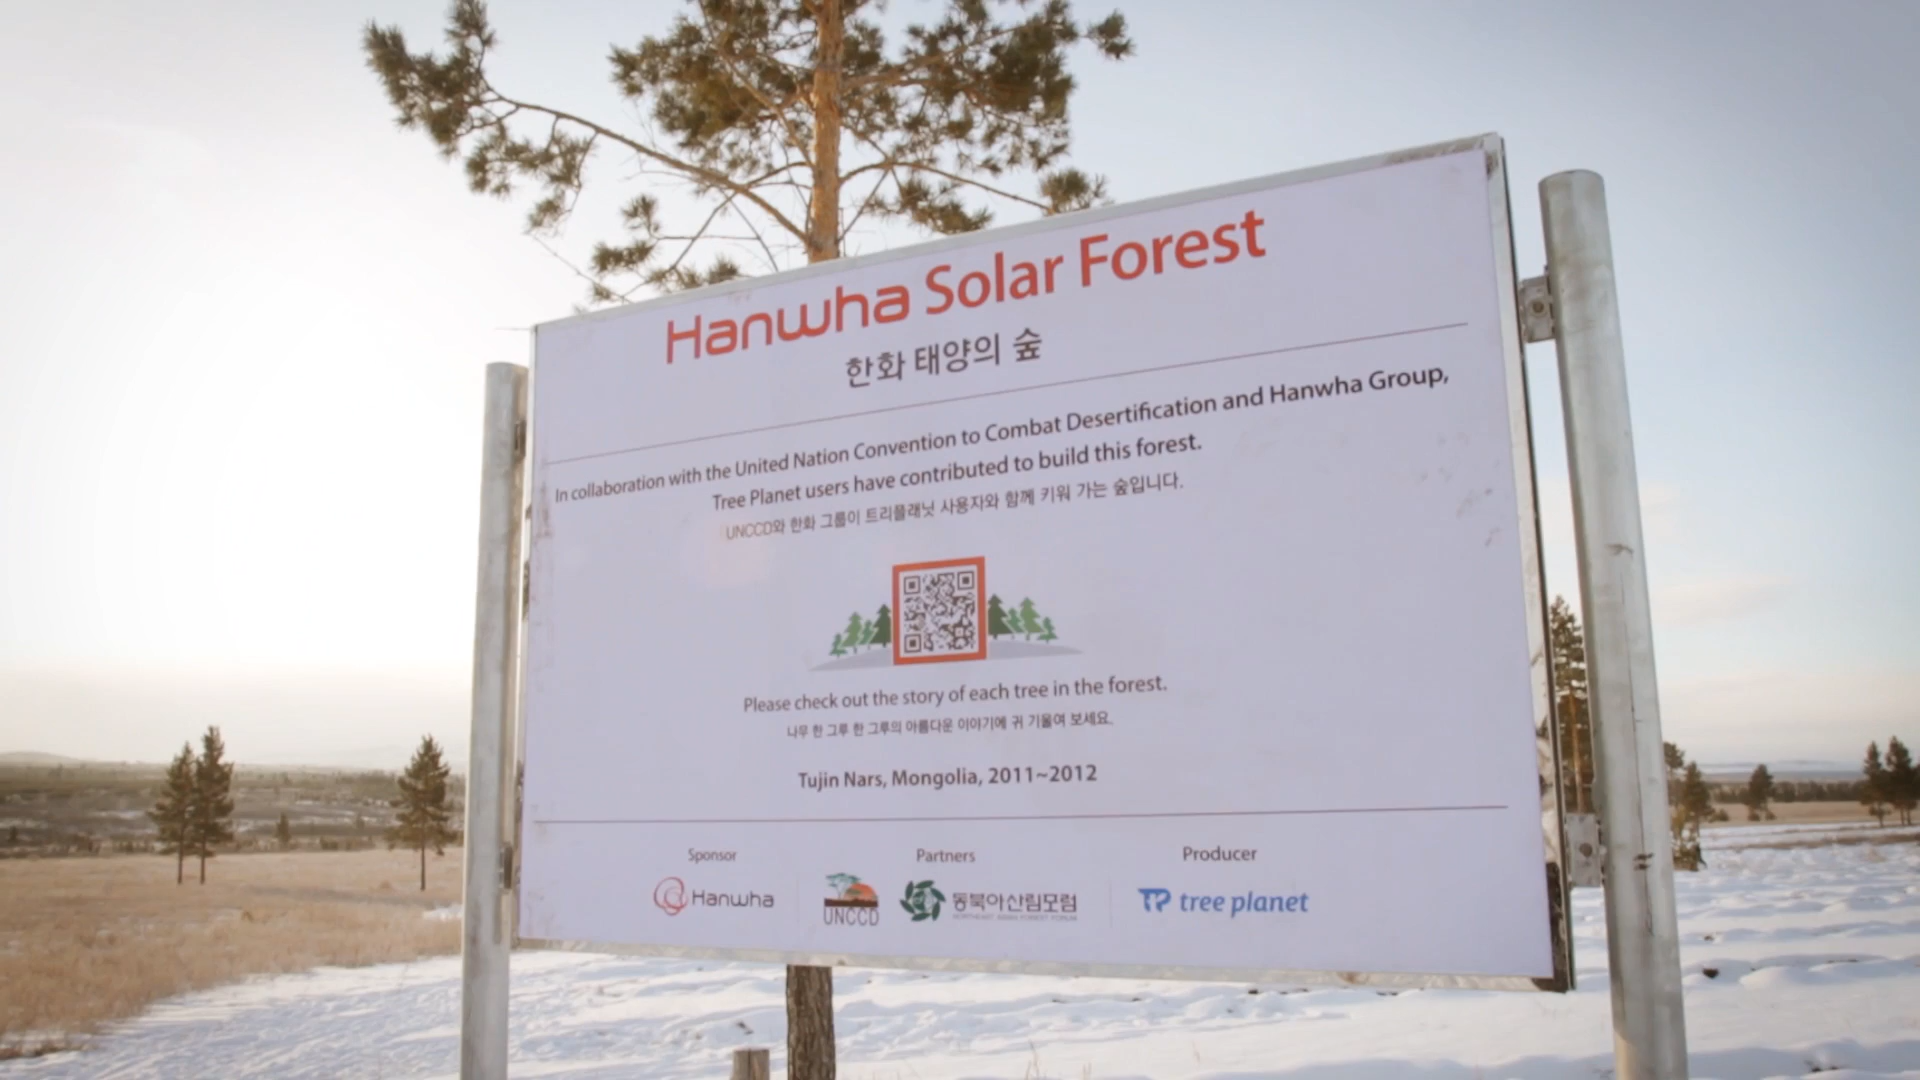 Hanwha Solar Forest
한화 태양의 숲
In collaboration with the United Nation Convention to Combat Desertification and Hanwha Group,
Tree Planet users have contributed to build this forest.
UNCCD와 한화 그룹이 트리플래닛 사용자와 함께 키워 가는 숲입니다.
Please check out the story of each tree in the forest.
나무 한 그루 한 그루의 아름다운 이야기에 귀 기울여 보세요.
Tujin Nars, Mongolia, 2011~2012
Sponsor
Partners
Producer
Hanwha
UNCCD
동북아산림포럼
NORTHEAST ASIAN FOREST FORUM
TP tree planet